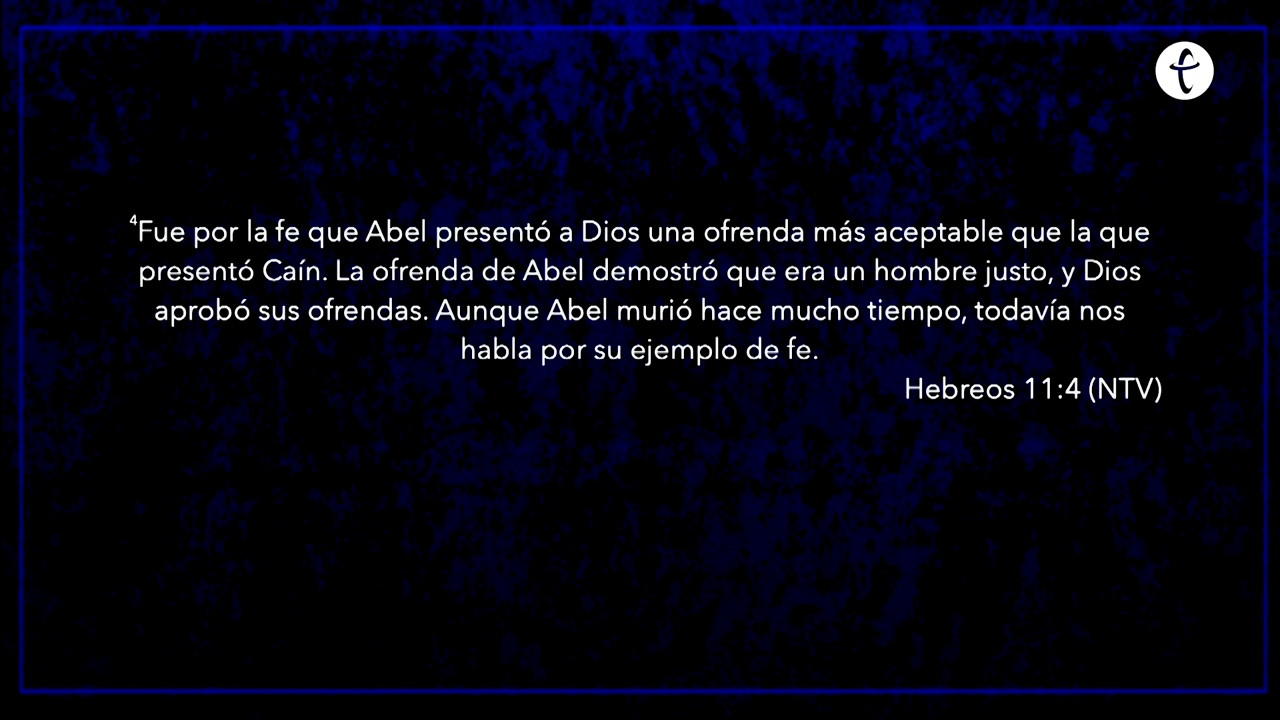 ⁴Fue por la fe que Abel presentó a Dios una ofrenda más aceptable que la que
presentó Caín. La ofrenda de Abel demostró que era un hombre justo, y Dios
aprobó sus ofrendas. Aunque Abel murió hace mucho tiempo, todavía nos
habla por su ejemplo de fe.
Hebreos 11:4 (NTV)